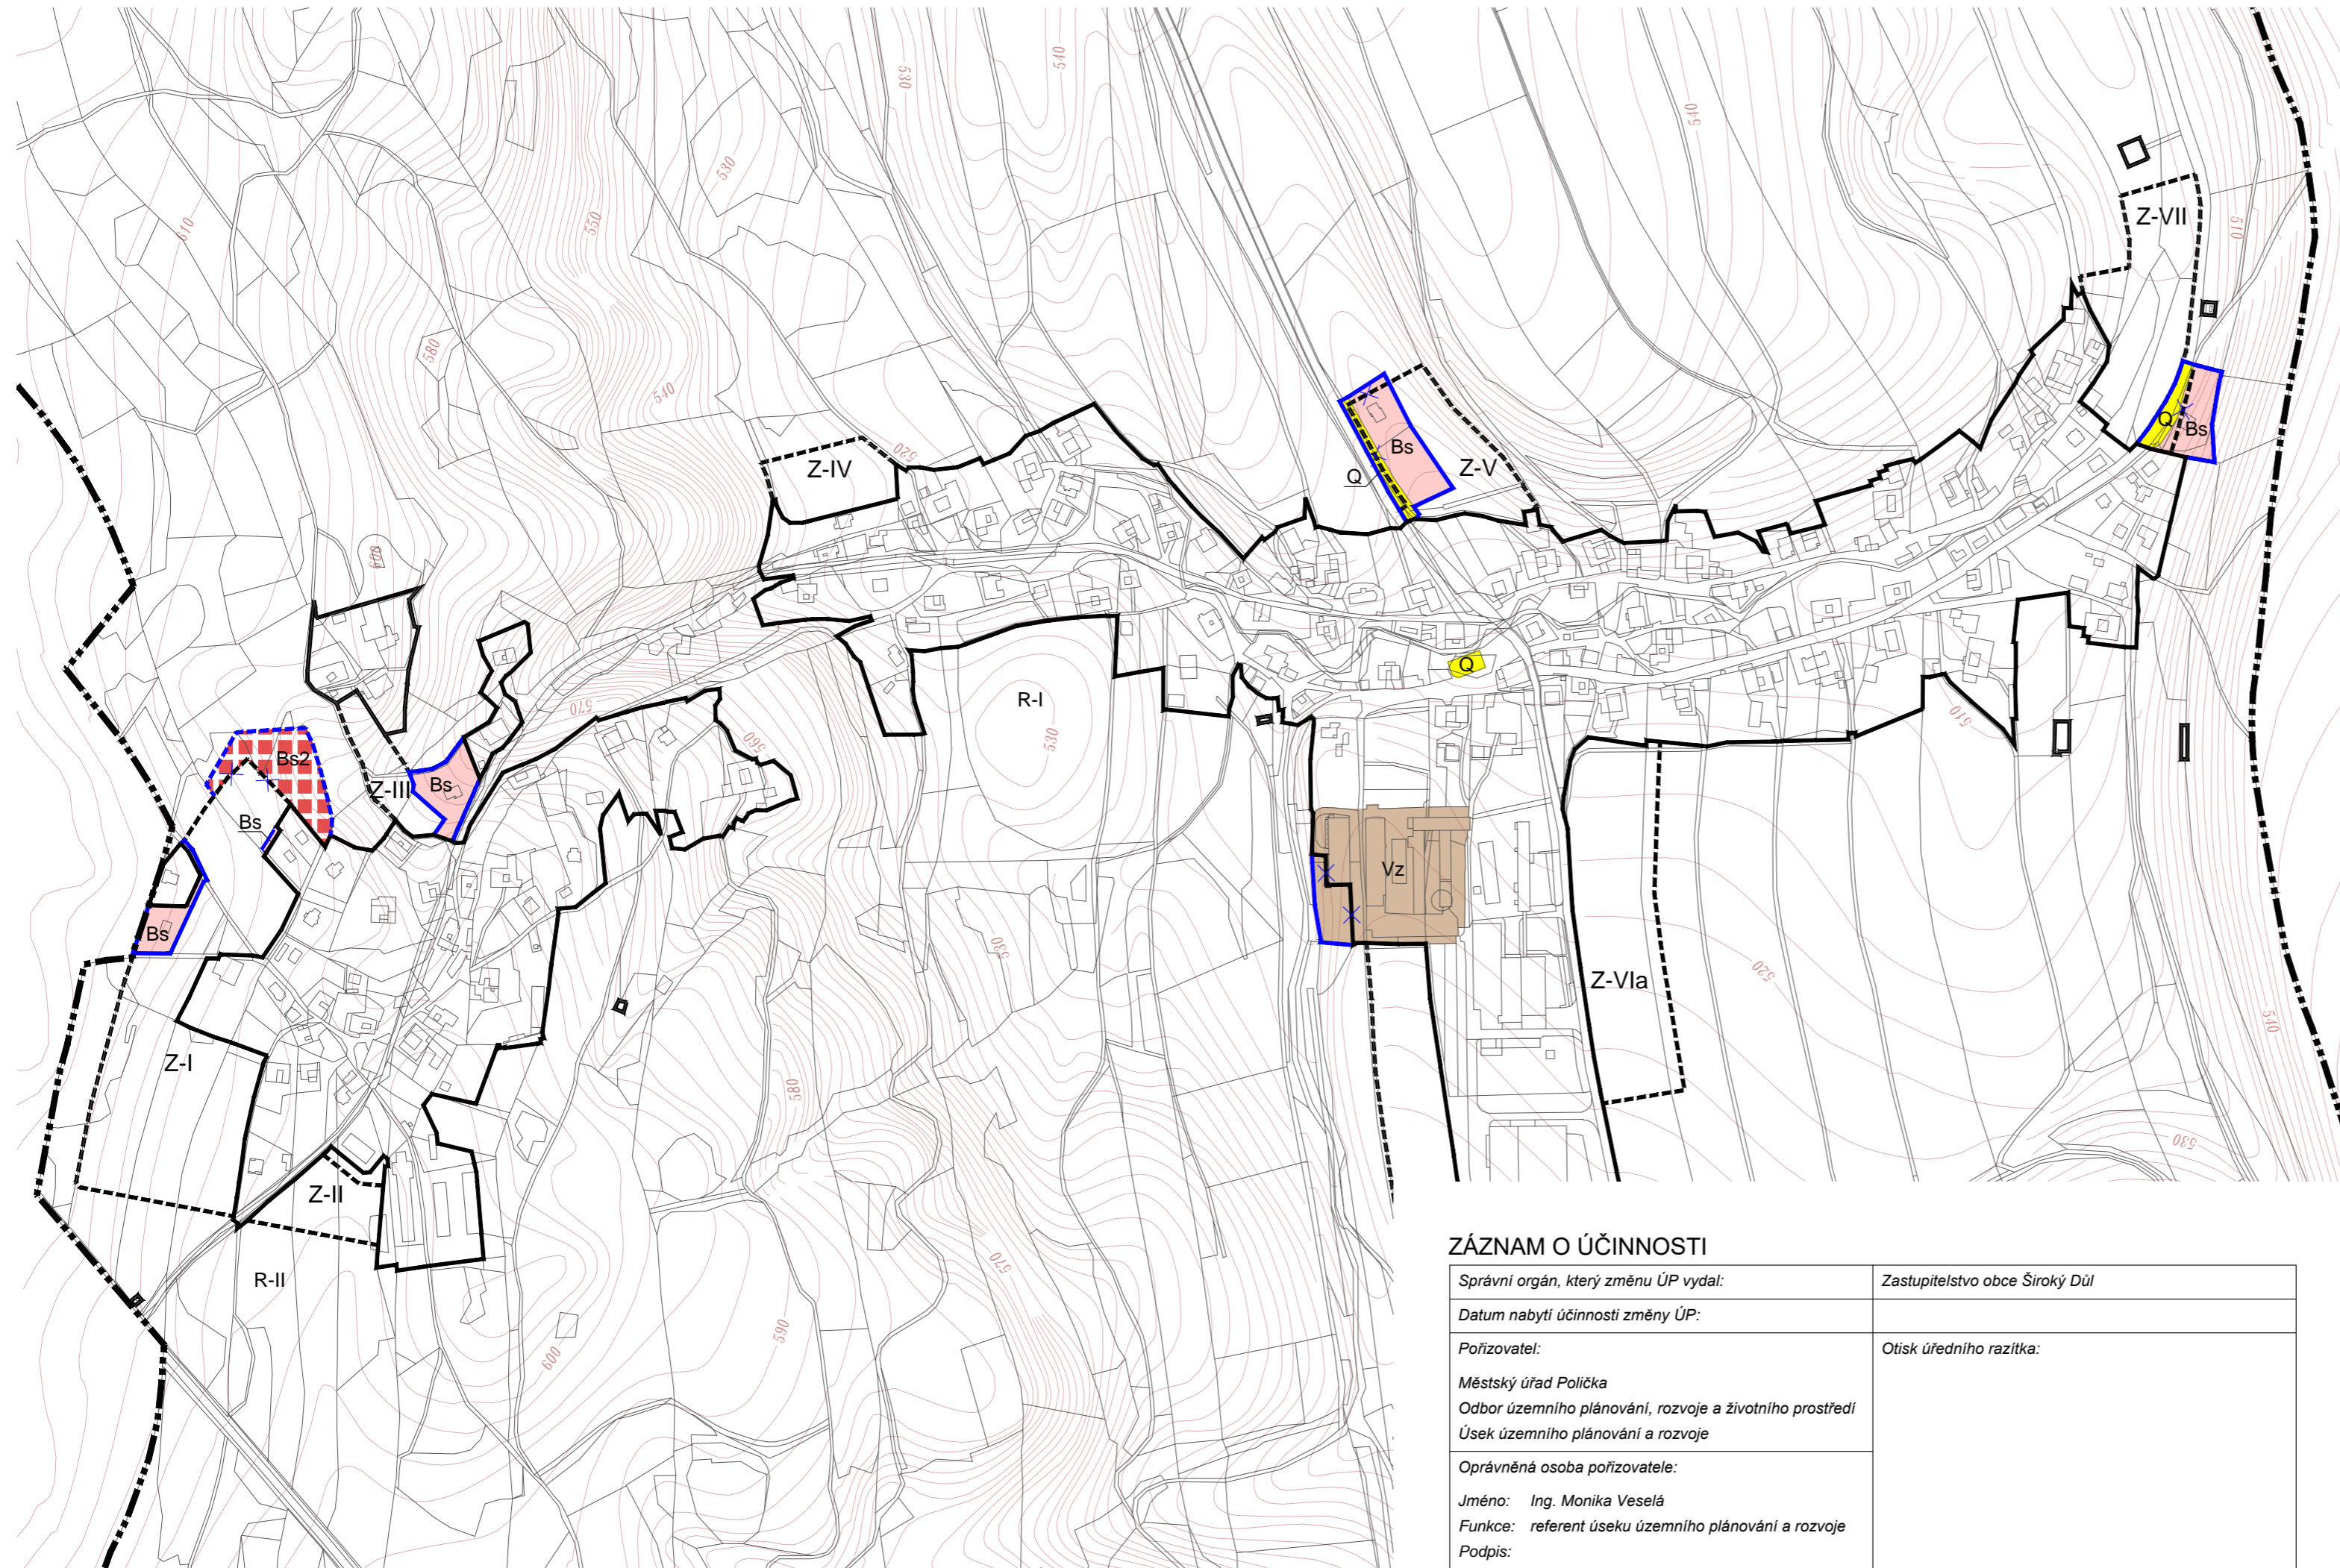 540
530
540
530
Z-VII
610
550
510
580
540
520
Z-IV
Bs
Z-V
Q
Q
Bs
600
Q
570
R-I
530
560
510
Bs2
Z-III
Bs
Bs
Vz
Bs
530
520
Z-VIa
540
Z-I
580
530
Z-II
R-II
570
590
600
ZÁZNAM O ÚČINNOSTI
Správní orgán, který změnu ÚP vydal:
Zastupitelstvo obce Široký Důl
Datum nabytí účinnosti změny ÚP:
Pořizovatel:
Otisk úředního razítka:
Městský úřad Polička
Odbor územního plánování, rozvoje a životního prostředí
Úsek územního plánování a rozvoje
Oprávněná osoba pořizovatele:
Jméno: Ing. Monika Veselá
Funkce: referent úseku územního plánování a rozvoje
Podpis: